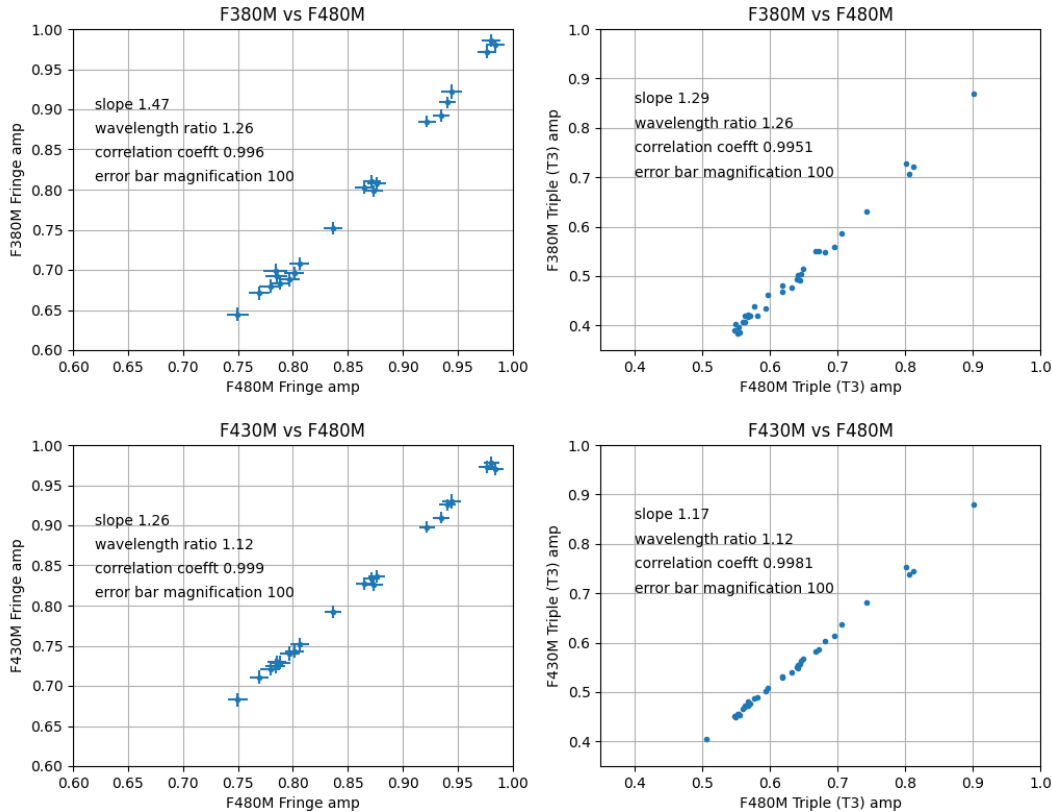 F380M vs F480M
1.00
0.95
0.90
0.85
0.80
0.75
0.70
0.65
0.60
F380M Fringe amp
slope 1.47
wavelength ratio 1.26
correlation coefft 0.996
error bar magnification 100
0.60 0.65 0.70 0.75 0.80 0.85 0.90 0.95 1.00
F480M Fringe amp
F380M vs F480M
1.0
0.9
0.8
0.7
0.6
0.5
0.4
F380M Triple (T3) amp
slope 1.29
wavelength ratio 1.26
correlation coefft 0.9951
error bar magnification 100
0.4 0.5 0.6 0.7 0.8 0.9 1.0
F480M Triple (T3) amp
F430M vs F480M
1.00
0.95
0.90
0.85
0.80
0.75
0.70
0.65
0.60
F430M Fringe amp
slope 1.26
wavelength ratio 1.12
correlation coefft 0.999
error bar magnification 100
0.60 0.65 0.70 0.75 0.80 0.85 0.90 0.95 1.00
F480M Fringe amp
F430M vs F480M
1.0
0.9
0.8
0.7
0.6
0.5
0.4
F430M Triple (T3) amp
slope 1.17
wavelength ratio 1.12
correlation coefft 0.9981
error bar magnification 100
0.4 0.5 0.6 0.7 0.8 0.9 1.0
F480M Triple (T3) amp